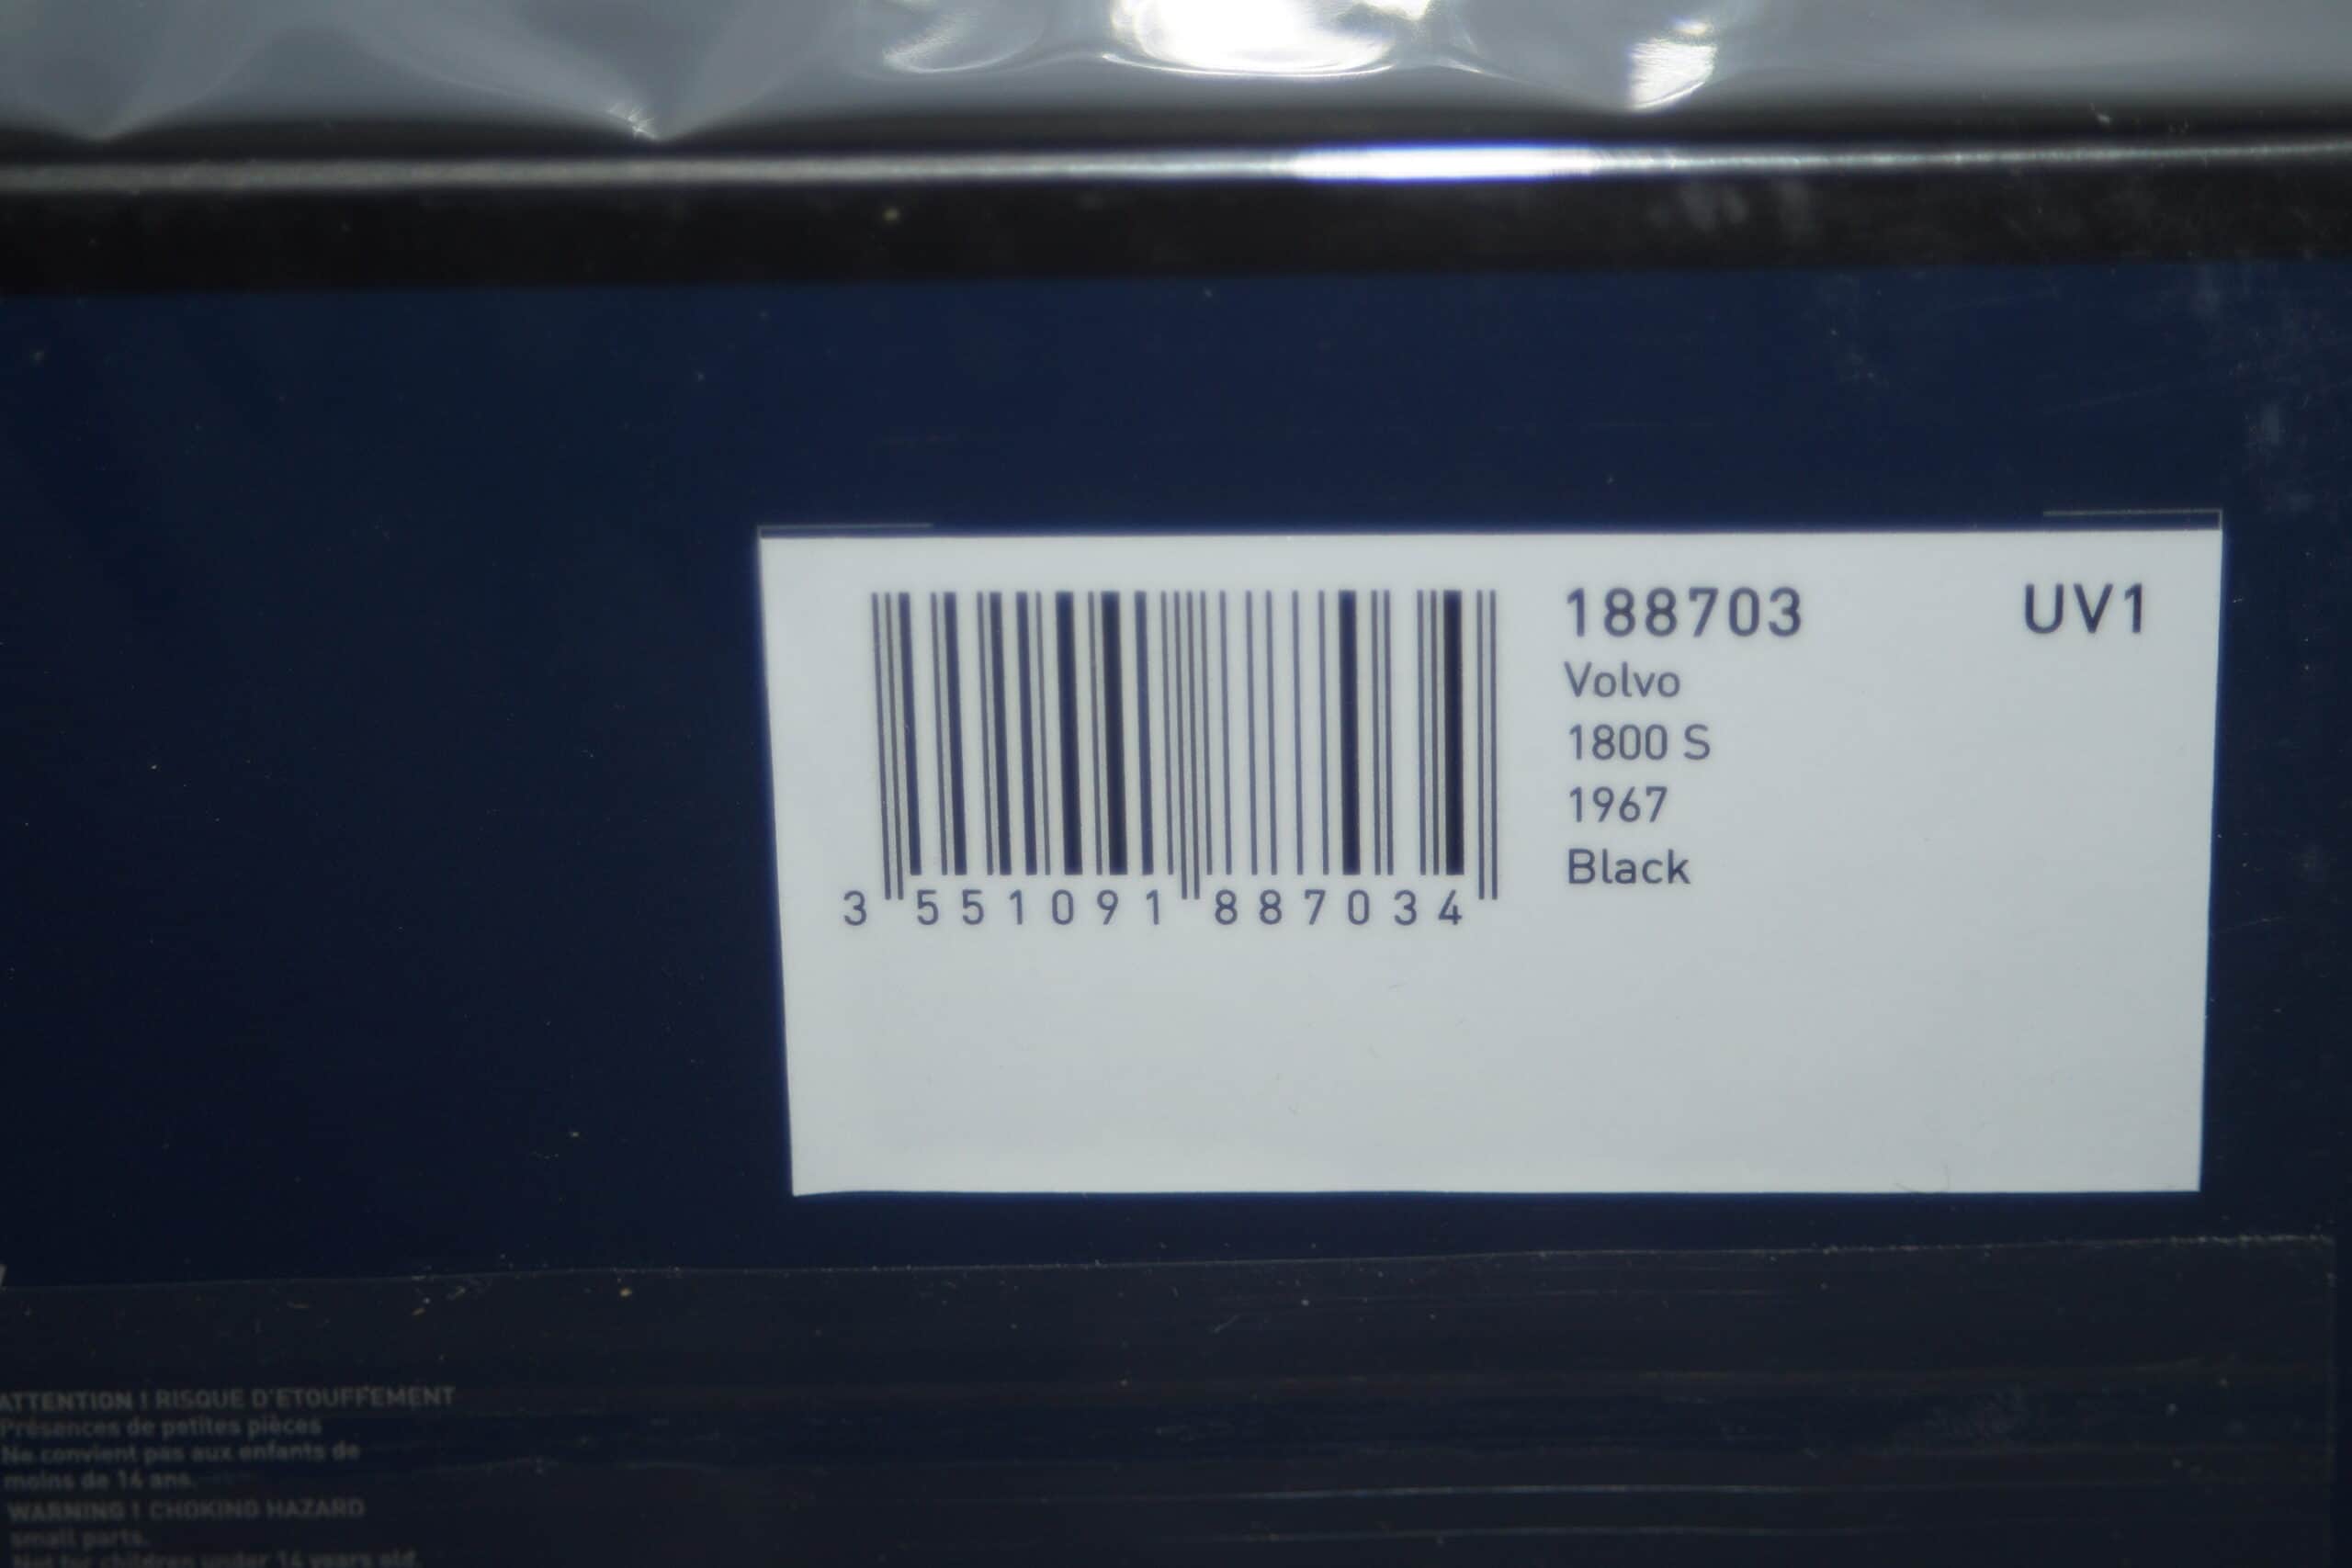 188703 UV1
Volvo
1800 S
1967
Black
3 551091 887034
ATTENTION ! RISQUE D'ETOUFFEMENT
Présences de petites pièces
Ne convient pas aux enfants de
moins de 14 ans.
WARNING ! CHOKING HAZARD
small parts.
Not for children under 14 years old.